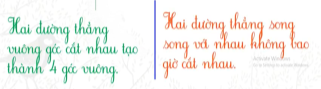 Hai đường thẳng
vuông góc cắt nhau tạo
thành 4 góc vuông.
Hai đường thẳng song
song với nhau không bao
giờ cắt nhau.